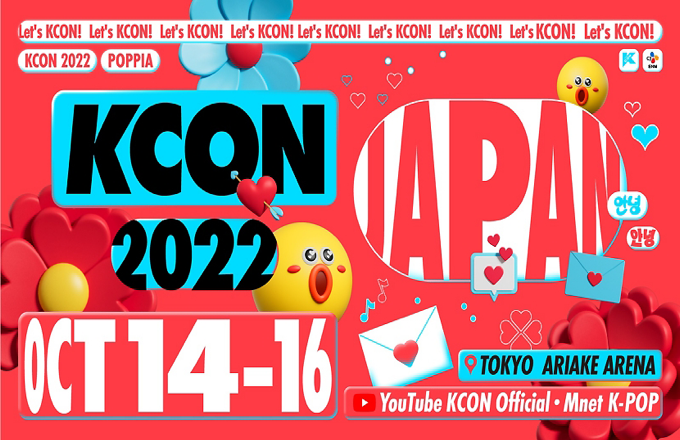 Let's KCON! Let's KCON! Let's KCON! Let's KCON! Let's KCON! Let's KCON! Let's KCON! Let's KCON! Let's KCON!
KCON 2022 POPPIA
K CJ ENM
KCON
2022
OCT 14-16
JAPAN
안녕
안녕
TOKYO ARIAKE ARENA
YouTube KCON Official • Mnet K-POP